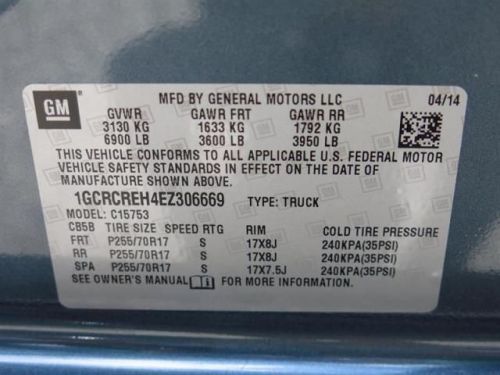 GM
MFD BY GENERAL MOTORS LLC 04/14
GVWR GAWR FRT GAWR RR
3130 KG 1633 KG 1792 KG
6900 LB 3600 LB 3950 LB
THIS VEHICLE CONFORMS TO ALL APPLICABLE U.S. FEDERAL MOTOR
VEHICLE SAFETY STANDARDS IN EFFECT ON THE DATE OF
MANUFACTURE SHOWN ABOVE.
1GCRCREH4EZ306669 TYPE: TRUCK
MODEL: C15753
CB5B TIRE SIZE SPEED RTG RIM COLD TIRE PRESSURE
FRT P255/70R17 S 17X8J 240KPA(35PSI)
RR P255/70R17 S 17X8J 240KPA(35PSI)
SPA P255/70R17 S 17X7.5J 240KPA(35PSI)
SEE OWNER'S MANUAL FOR MORE INFORMATION